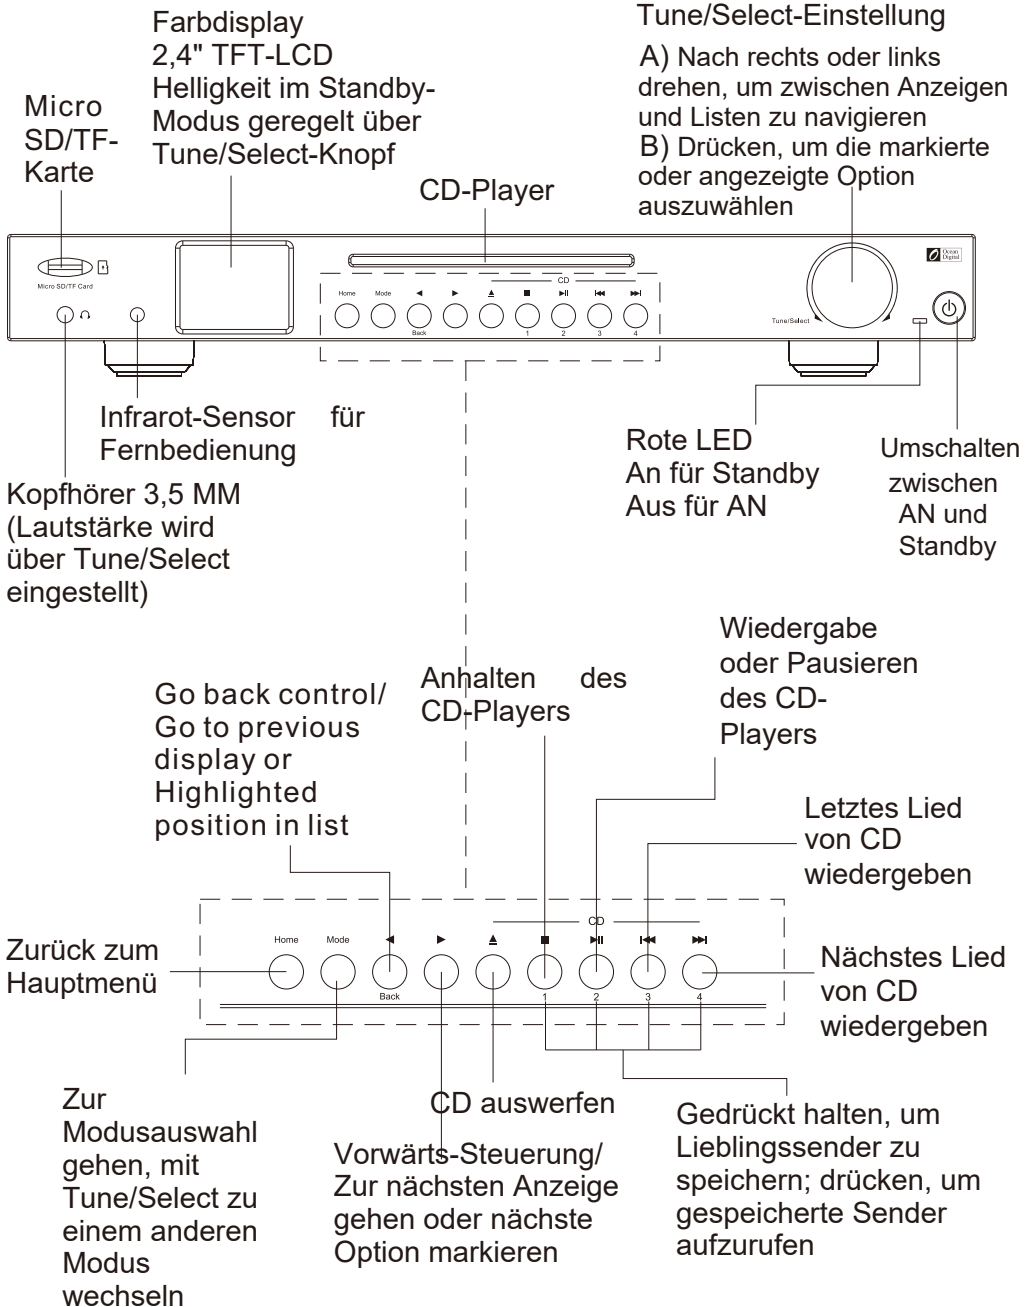 Farbdisplay
2,4" TFT-LCD
Helligkeit im Standby-
Modus geregelt über
Tune/Select-Knopf
Tune/Select-Einstellung
A) Nach rechts oder links
drehen, um zwischen Anzeigen
und Listen zu navigieren
B) Drücken, um die markierte
oder angezeigte Option
auszuwählen
Micro
SD/TF-
Karte
CD-Player
Ocean
Digital
Micro SD/TF Card
Home Mode CD
Back 1 2 3 4
Tune/Select
Infrarot-Sensor für
Fernbedienung
Kopfhörer 3,5 MM
(Lautstärke wird
über Tune/Select
eingestellt)
Rote LED
An für Standby
Aus für AN
Umschalten
zwischen
AN und
Standby
Go back control/
Go to previous
display or
Highlighted
position in list
Anhalten des
CD-Players
Wiedergabe
oder Pausieren
des CD-
Players
Letztes Lied
von CD
wiedergeben
Zurück zum
Hauptmenü
Home Mode CD
Back 1 2 3 4
Nächstes Lied
von CD
wiedergeben
Zur
Modusauswahl
gehen, mit
Tune/Select zu
einem anderen
Modus
wechseln
CD auswerfen
Vorwärts-Steuerung/
Zur nächsten Anzeige
gehen oder nächste
Option markieren
Gedrückt halten, um
Lieblingssender zu
speichern; drücken, um
gespeicherte Sender
aufzurufen